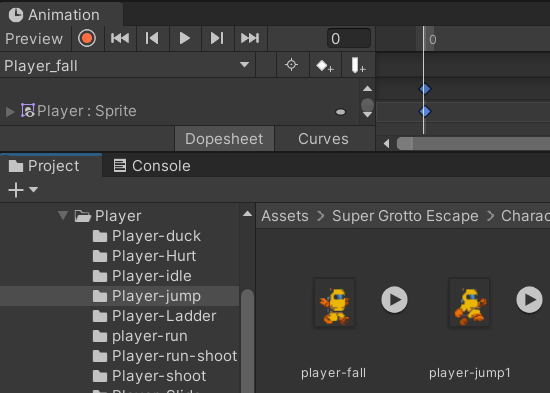 Animation
Preview 0 0
Player_fall
Player : Sprite
Dopesheet Curves
Project Console
Player
Player-duck
Player-Hurt
Player-idle
Player-jump
Player-Ladder
player-run
Player-run-shoot
Player-shoot
Assets > Super Grotto Escape > Charac
player-fall player-jump1